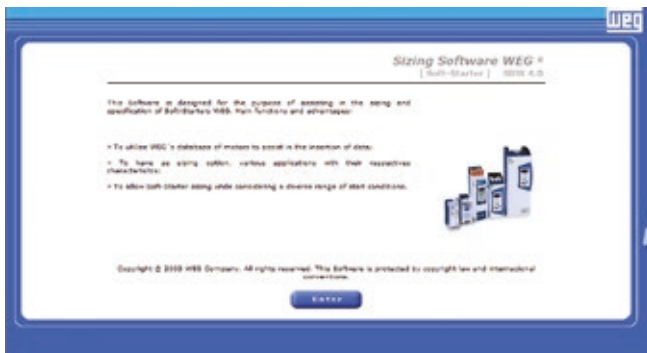 WEG
Sizing Software WEG ®
[ Soft-Starter ] SDW 4.0
This Software is designed for the purpose of assisting in the sizing and
specification of Soft-Starters WEG. Main functions and advantages:
• To utilize WEG's database of motors to assist in the insertion of data;
• To have as sizing option, various applications with their respectives
characteristics;
• To allow Soft-Starter sizing while considering a diverse range of start conditions.
Copyright @ WEG Company. All rights reserved. This Software is protected by copyright law and international
conventions.
Enter